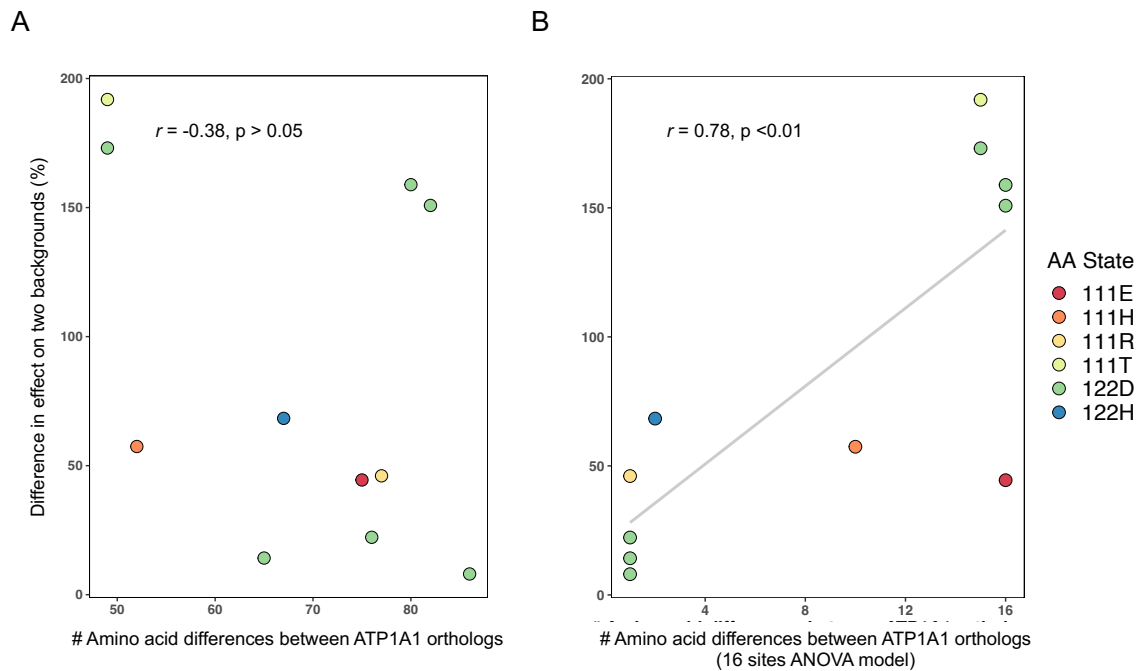 A
B
200
150
100
50
0
r = -0.38, p > 0.05
Difference in effect on two backgrounds (%)
50 60 70 80
# Amino acid differences between ATP1A1 orthologs
200
150
100
50
0
r = 0.78, p <0.01
4 8 12 16
# Amino acid differences between ATP1A1 orthologs
(16 sites ANOVA model)
AA State
111E
111H
111R
111T
122D
122H